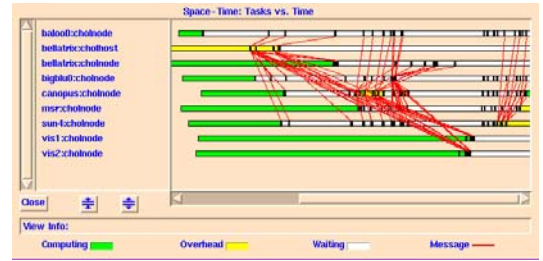 Space-Time: Tasks vs. Time
baloo0:cholnode
bellatrix:cholhost
bellatrix:cholnode
bigblu0:cholnode
canopus:cholnode
msr:cholnode
sun4:cholnode
vis1:cholnode
vis2:cholnode
Close
View Info:
Computing Overhead Waiting Message